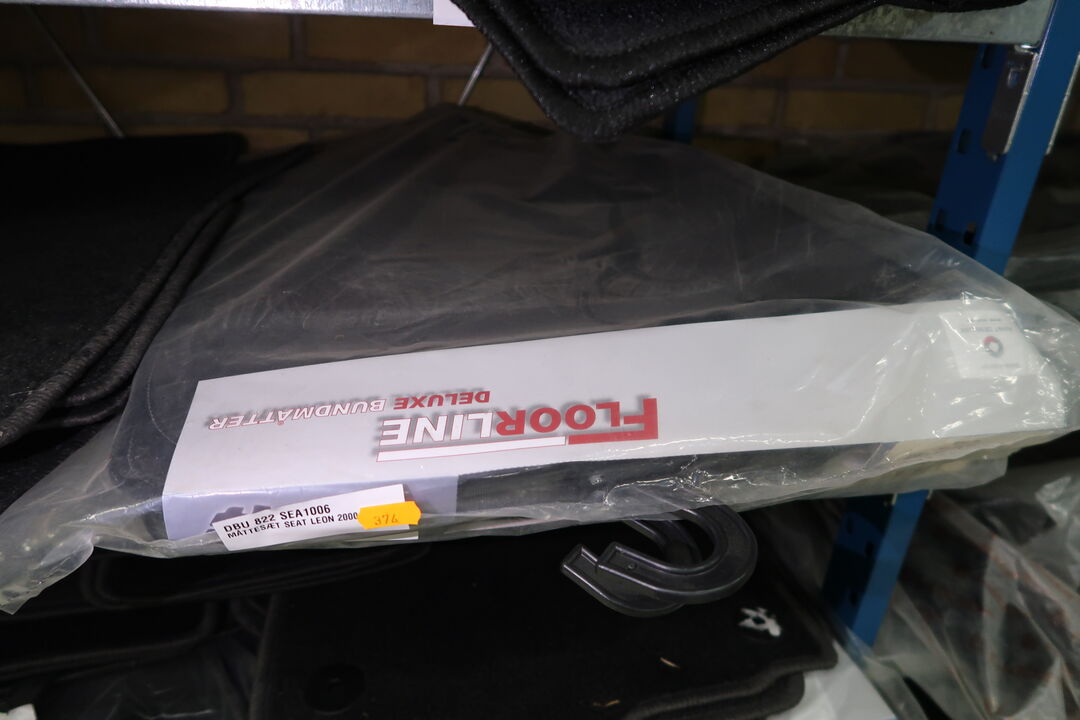 FLOORLINE
DELUXE BUNDMÅTTER
DBU 822 SEA1006
MÅTTESÆT SEAT LEON 2000
374